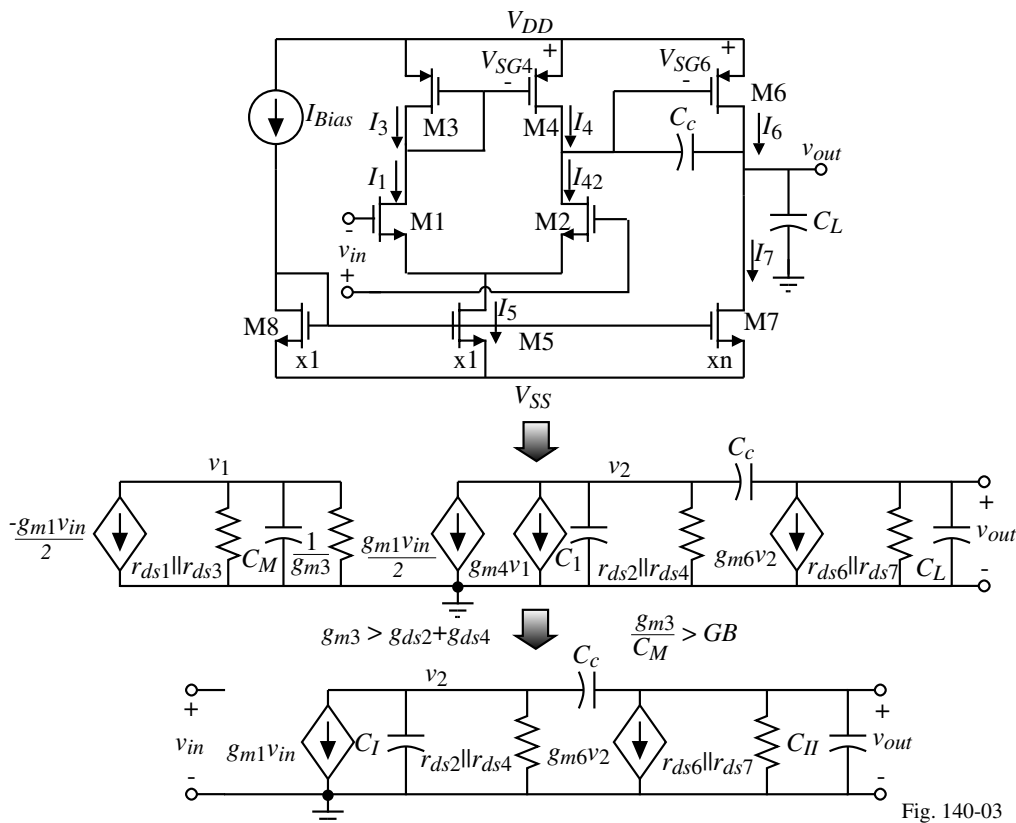 VDD
VSG4 + VSG6 +
- -
IBias M3 M4 M6
I3 I4 Cc I6
vout
I1 I42
M1 M2 CL
-
vin I7
+
M8 I5 M7
x1 x1 M5 xn
VSS
v1 v2 Cc
+
-gm1vin/2 rds1||rds3 CM 1/gm3 gm1vin/2 gm4v1 C1 rds2||rds4 gm6v2 rds6||rds7 CL vout
-
gm3 > gds2+gds4 gm3/CM > GB
v2 Cc
+ +
vin gm1vin CI rds2||rds4 gm6v2 rds6||rds7 CII vout
- -
Fig. 140-03